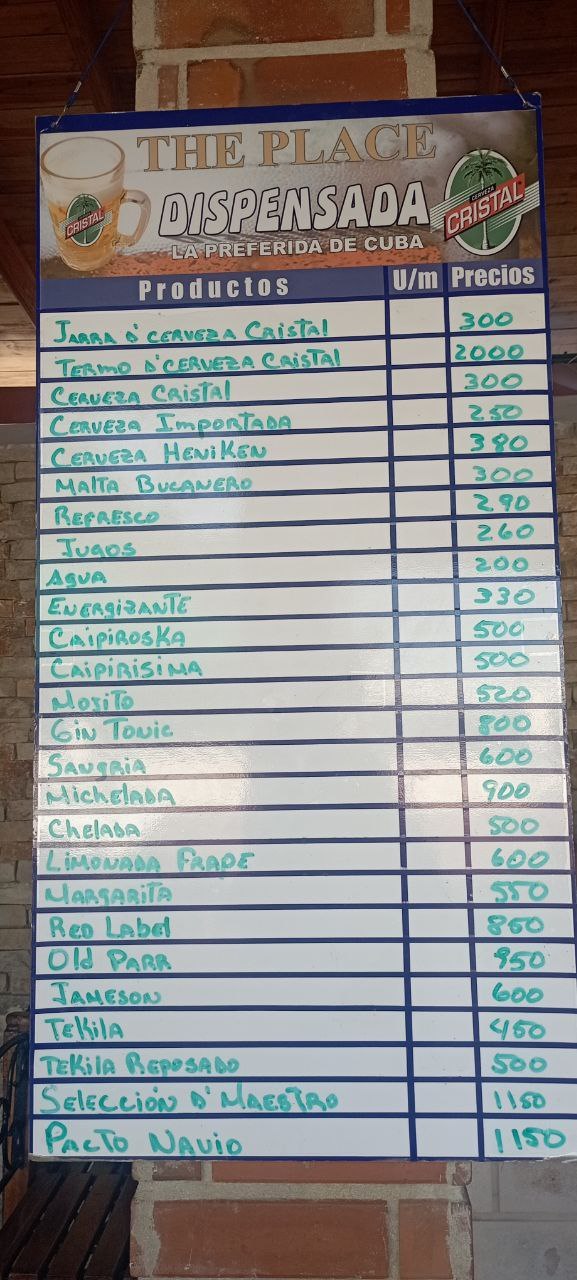 THE PLACE
CRISTAL
DISPENSADA
CERVEZA
CRISTAL
LA PREFERIDA DE CUBA
Productos U/m Precios
JARRA D' CERVEZA CRISTAL 300
TERMO D' CERVEZA CRISTAL 2000
CERVEZA CRISTAL 300
CERVEZA IMPORTADA 250
CERVEZA HENIKEN 380
MALTA BUCANERO 300
REFRESCO 290
JUGOS 260
AGUA 200
ENERGIZANTE 330
CAIPIROSKA 500
CAIPIRISIMA 500
MOJITO 520
GIN TONIC 800
SANGRIA 600
MICHELADA 900
CHELADA 500
LIMONADA FRAPE 600
MARGARITA 550
RED LABEL 850
OLD PARR 950
JAMESON 600
TEKILA 450
TEKILA REPOSADO 500
SELECCIÓN D' MAESTRO 1150
PACTO NAVIO 1150